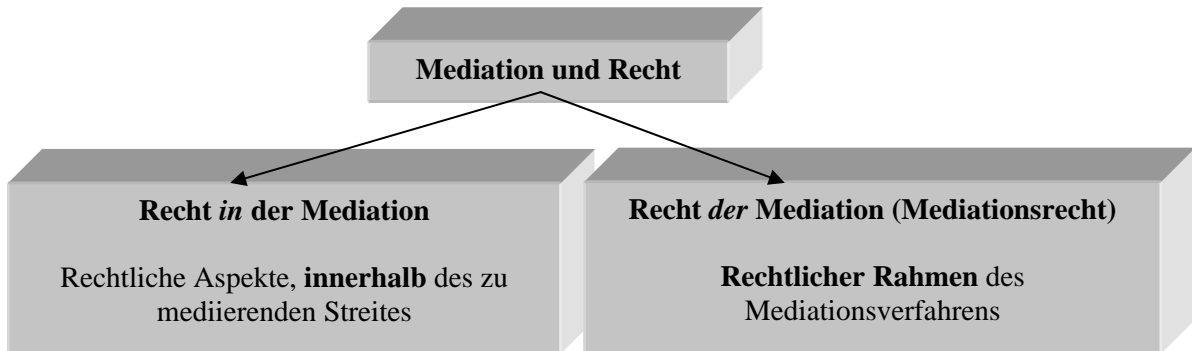 Mediation und Recht
Recht in der Mediation
Rechtliche Aspekte, innerhalb des zu
mediierenden Streites
Recht der Mediation (Mediationsrecht)
Rechtlicher Rahmen des
Mediationsverfahrens